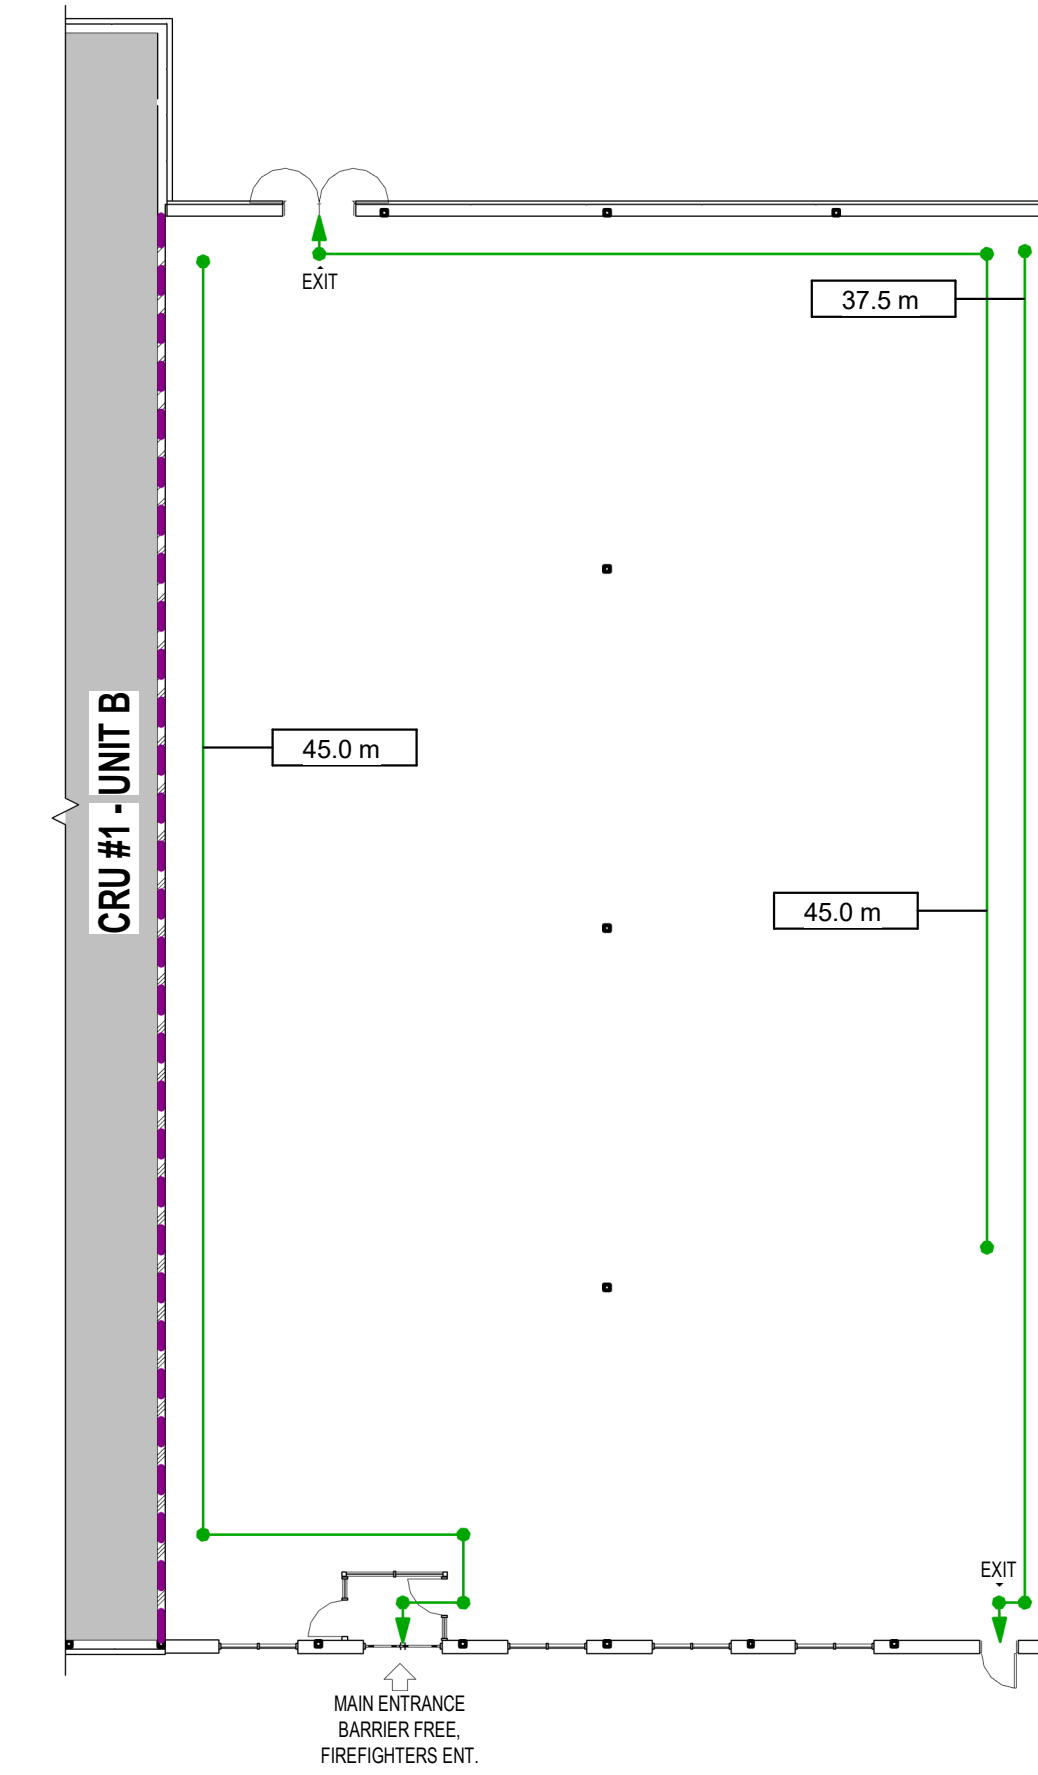 EXIT
37.5 m
CRU #1 - UNIT B
45.0 m
45.0 m
EXIT
MAIN ENTRANCE
BARRIER FREE,
FIREFIGHTERS ENT.